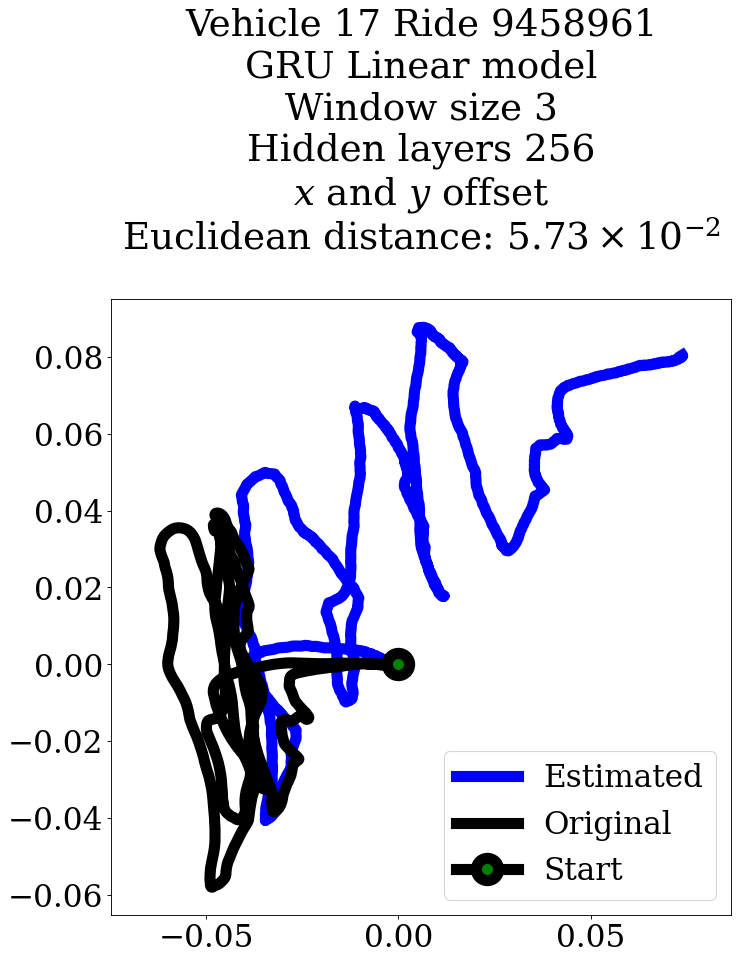 Vehicle 17 Ride 9458961
GRU Linear model
Window size 3
Hidden layers 256
x and y offset
Euclidean distance: 5.73 × 10⁻²
0.08
0.06
0.04
0.02
0.00
−0.02
−0.04
−0.06
Estimated
Original
Start
−0.05 0.00 0.05